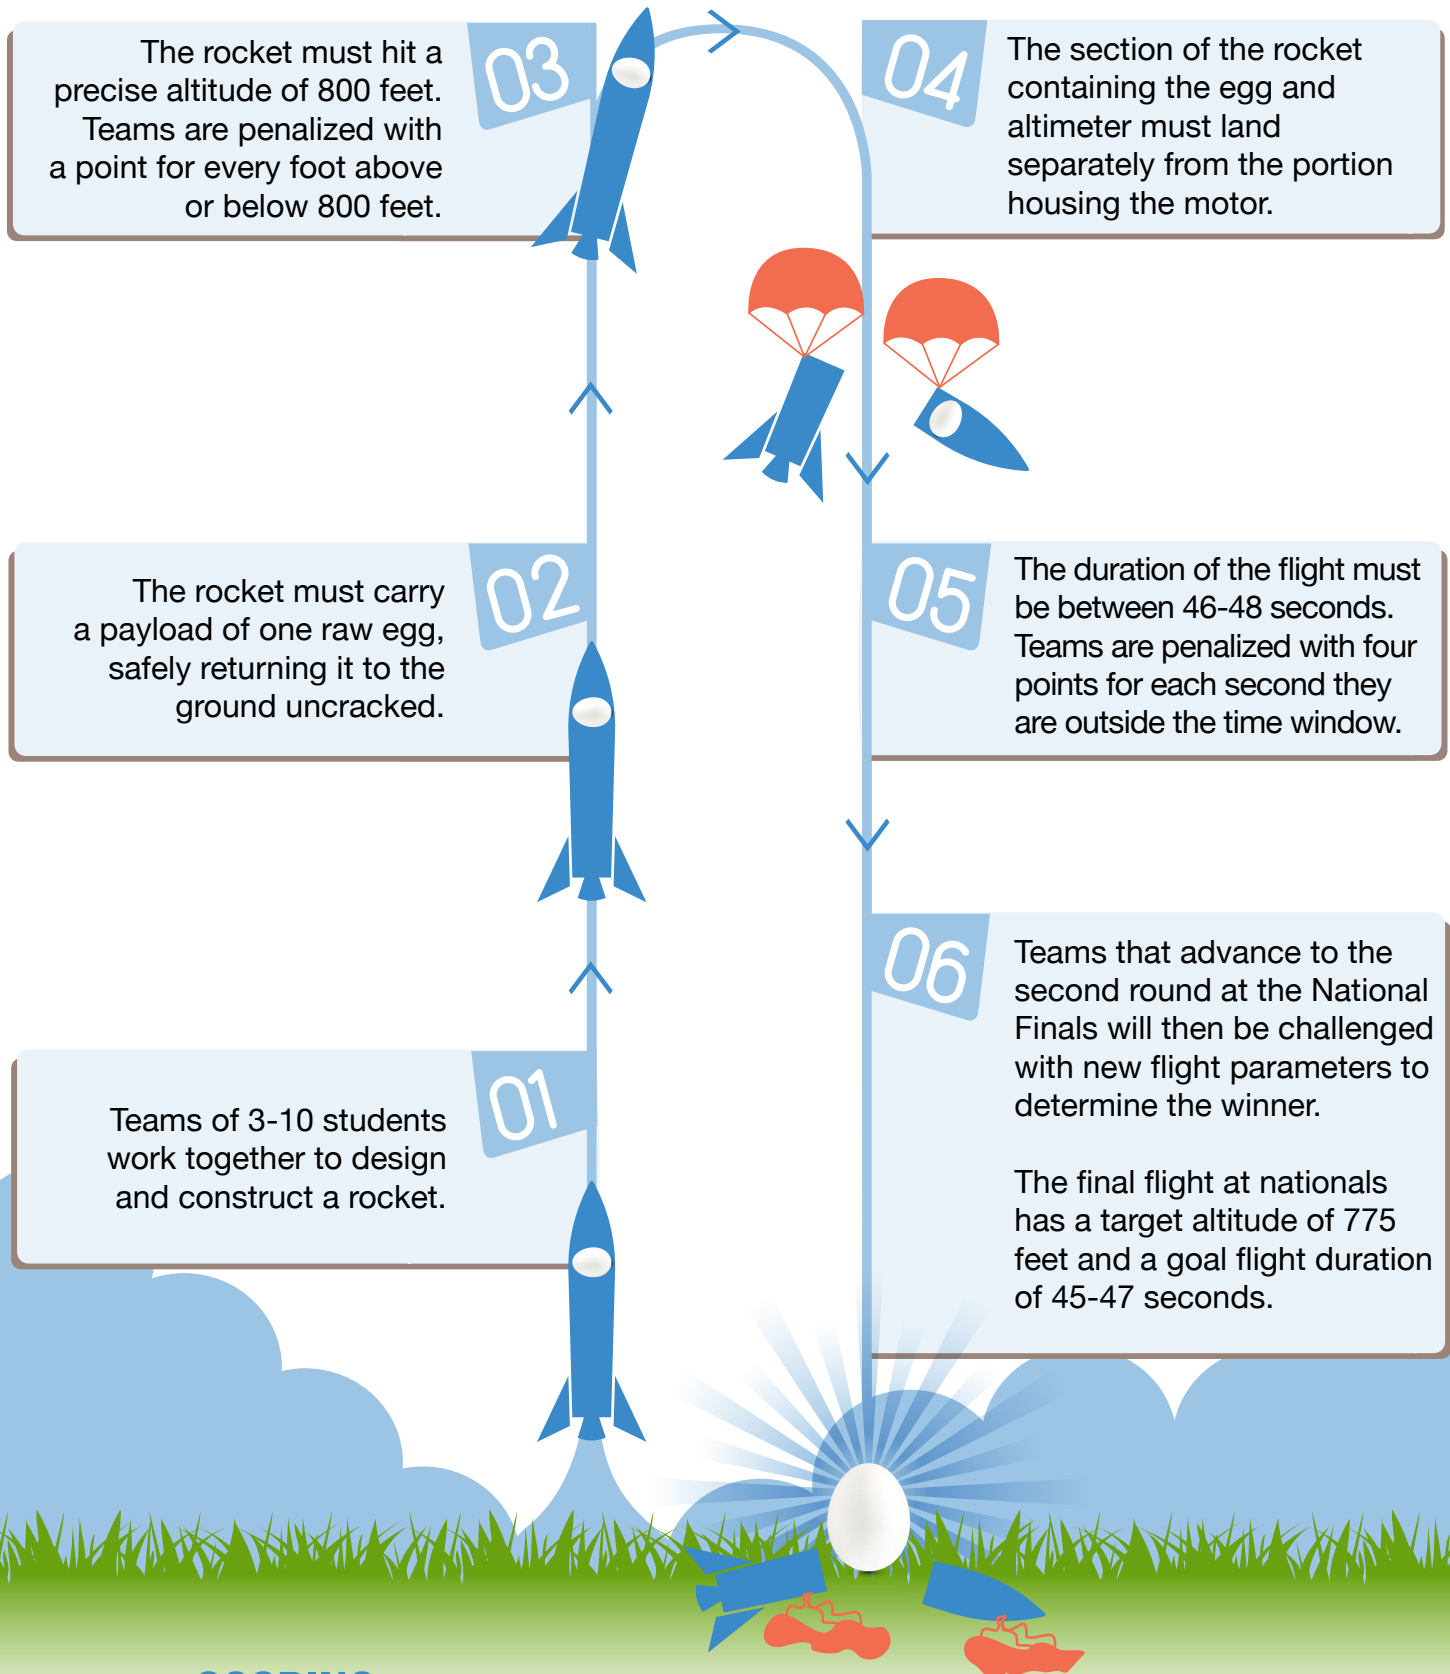 03
The rocket must hit a
precise altitude of 800 feet.
Teams are penalized with
a point for every foot above
or below 800 feet.
04
The section of the rocket
containing the egg and
altimeter must land
separately from the portion
housing the motor.
02
The rocket must carry
a payload of one raw egg,
safely returning it to the
ground uncracked.
05
The duration of the flight must
be between 46-48 seconds.
Teams are penalized with four
points for each second they
are outside the time window.
01
Teams of 3-10 students
work together to design
and construct a rocket.
06
Teams that advance to the
second round at the National
Finals will then be challenged
with new flight parameters to
determine the winner.
The final flight at nationals
has a target altitude of 775
feet and a goal flight duration
of 45-47 seconds.